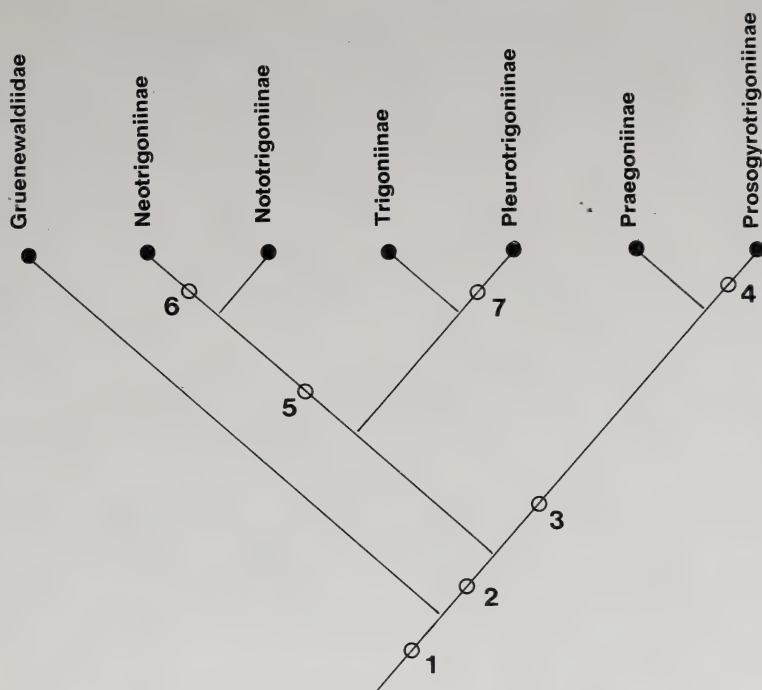 Gruenewaldiidae
Neotrigoniinae
Nototrigoniinae
Trigoniinae
Pleurotrigoniinae
Praegoniinae
Prosogyrotrigoniinae
6
7
4
5
3
2
1